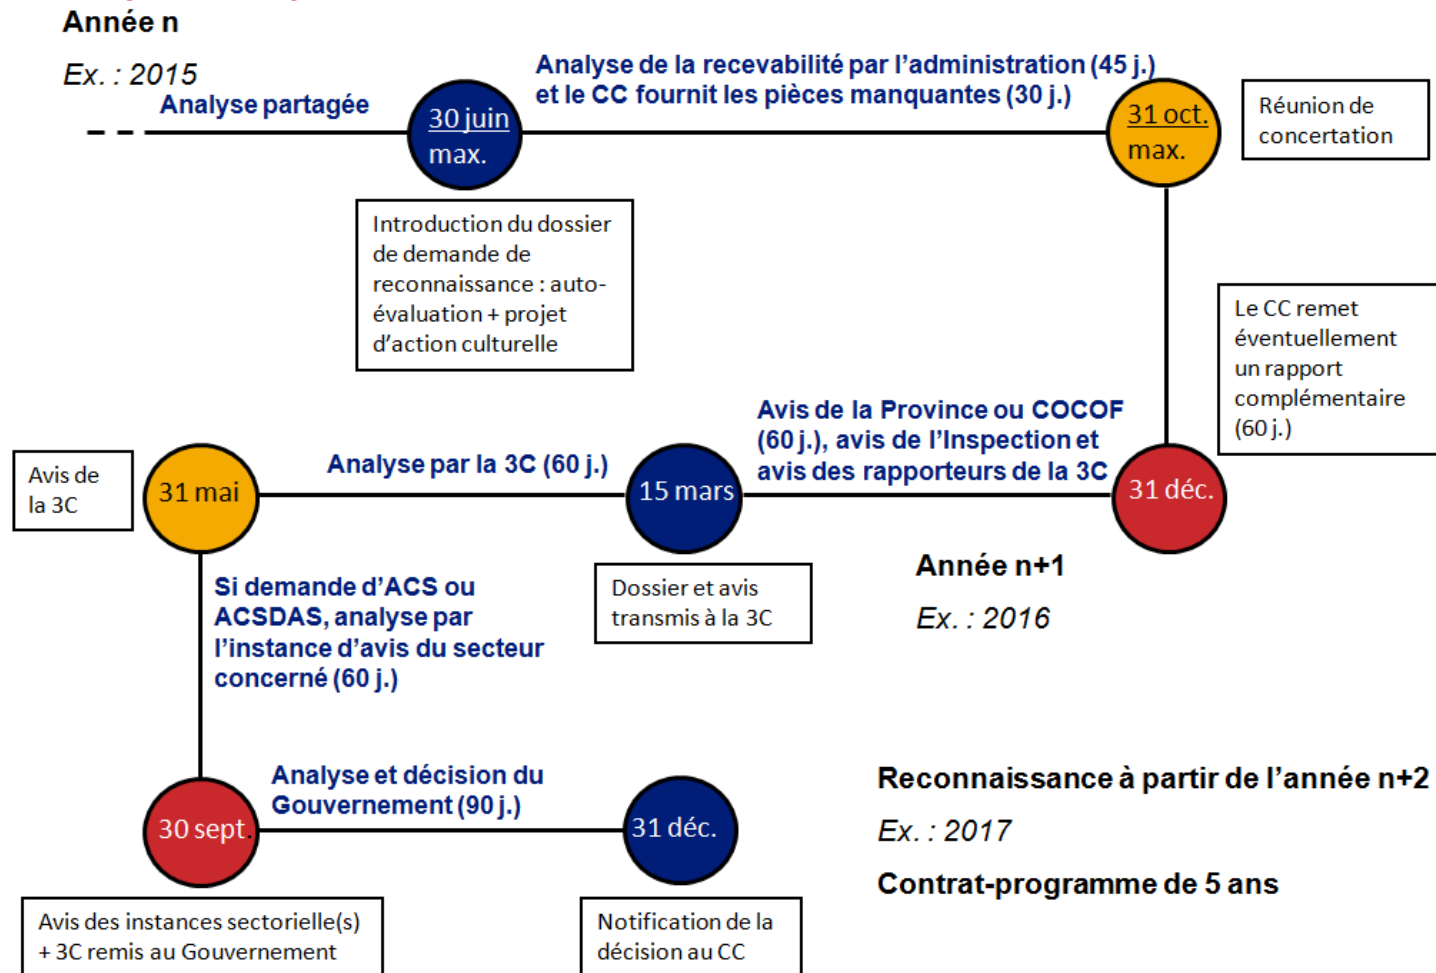 Année n
Ex. : 2015
Analyse partagée
30 juin
max.
Analyse de la recevabilité par l’administration (45 j.)
et le CC fournit les pièces manquantes (30 j.)
31 oct.
max.
Réunion de
concertation
Introduction du dossier
de demande de
reconnaissance : auto-
évaluation + projet
d’action culturelle
Le CC remet
éventuellement
un rapport
complémentaire
(60 j.)
Avis de
la 3C
31 mai
Analyse par la 3C (60 j.)
15 mars
Avis de la Province ou COCOF
(60 j.), avis de l’Inspection et
avis des rapporteurs de la 3C
31 déc.
Si demande d’ACS ou
ACSDAS, analyse par
l’instance d’avis du secteur
concerné (60 j.)
Dossier et avis
transmis à la 3C
Année n+1
Ex. : 2016
30 sept.
Analyse et décision du
Gouvernement (90 j.)
31 déc.
Reconnaissance à partir de l’année n+2
Ex. : 2017
Contrat-programme de 5 ans
Avis des instances sectorielle(s)
+ 3C remis au Gouvernement
Notification de la
décision au CC